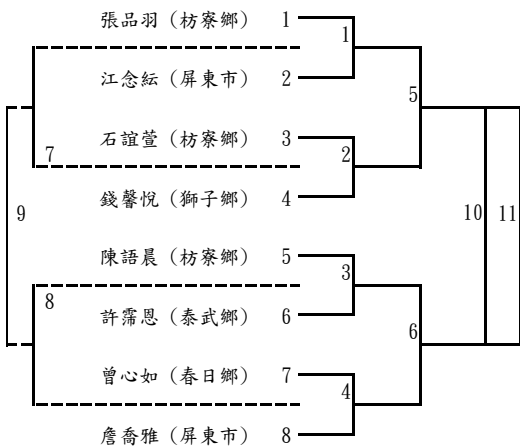 張品羽（枋寮鄉） 1
1
江念紜（屏東市） 2
5
石誼萱（枋寮鄉） 3
7
2
錢馨悅（獅子鄉） 4
9
10
11
陳語晨（枋寮鄉） 5
8
3
許霈恩（泰武鄉） 6
6
曾心如（春日鄉） 7
4
詹喬雅（屏東市） 8